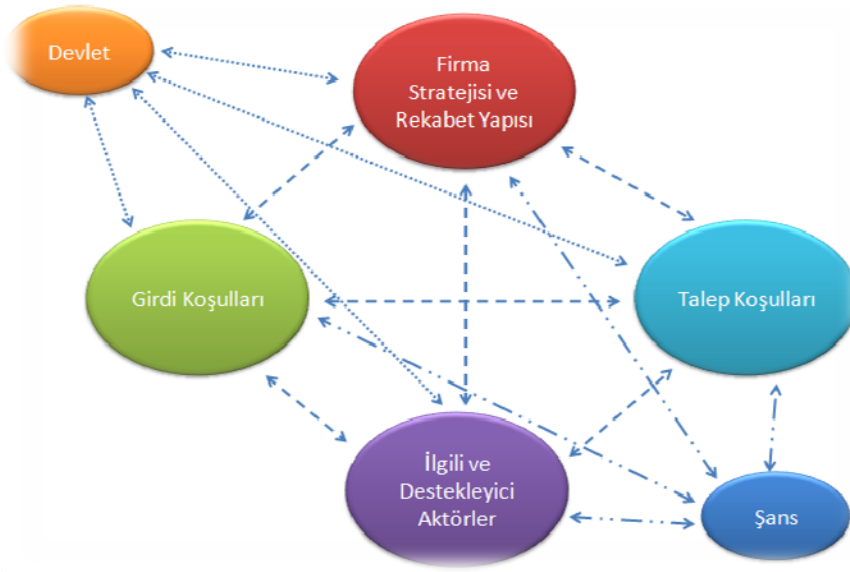 Devlet
Firma
Stratejisi ve
Rekabet Yapısı
Girdi Koşulları
Talep Koşulları
İlgili ve
Destekleyici
Aktörler
Şans